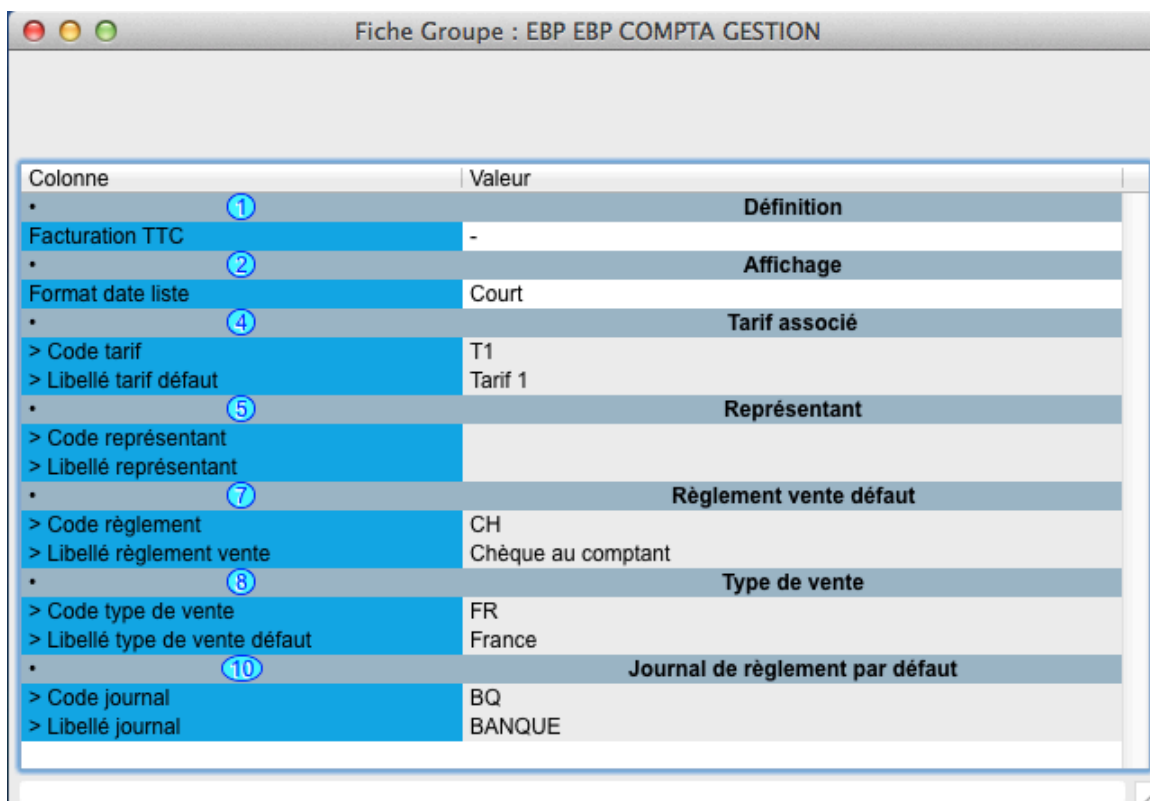 Fiche Groupe : EBP EBP COMPTA GESTION
Colonne Valeur
• 1 Définition
Facturation TTC -
• 2 Affichage
Format date liste Court
• 4 Tarif associé
> Code tarif T1
> Libellé tarif défaut Tarif 1
• 5 Représentant
> Code représentant
> Libellé représentant
• 7 Règlement vente défaut
> Code règlement CH
> Libellé règlement vente Chèque au comptant
• 8 Type de vente
> Code type de vente FR
> Libellé type de vente défaut France
• 10 Journal de règlement par défaut
> Code journal BQ
> Libellé journal BANQUE